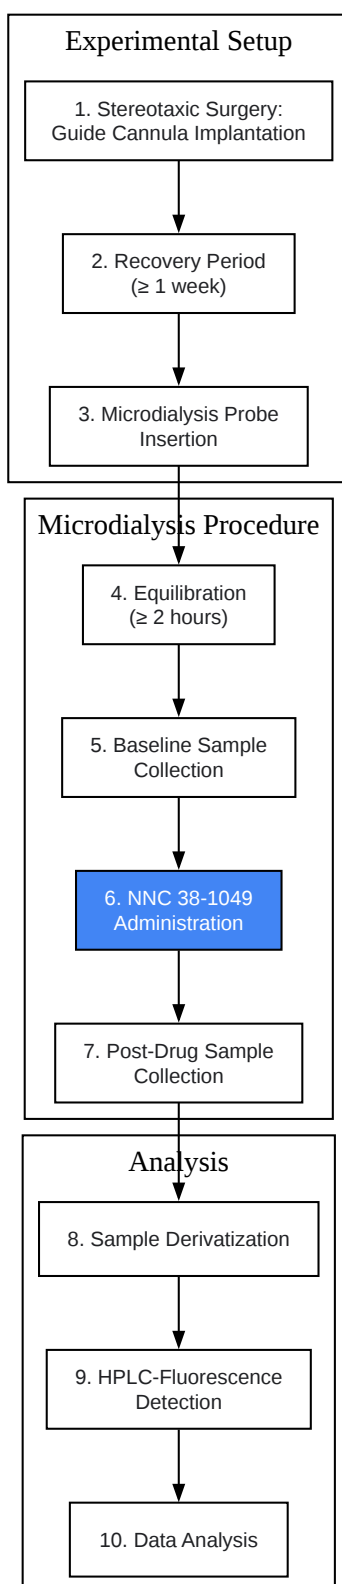 Experimental Setup
1. Stereotaxic Surgery:
Guide Cannula Implantation
2. Recovery Period
(≥ 1 week)
3. Microdialysis Probe
Insertion
Microdialysis Procedure
4. Equilibration
(≥ 2 hours)
5. Baseline Sample
Collection
6. NNC 38-1049
Administration
7. Post-Drug Sample
Collection
Analysis
8. Sample Derivatization
9. HPLC-Fluorescence
Detection
10. Data Analysis